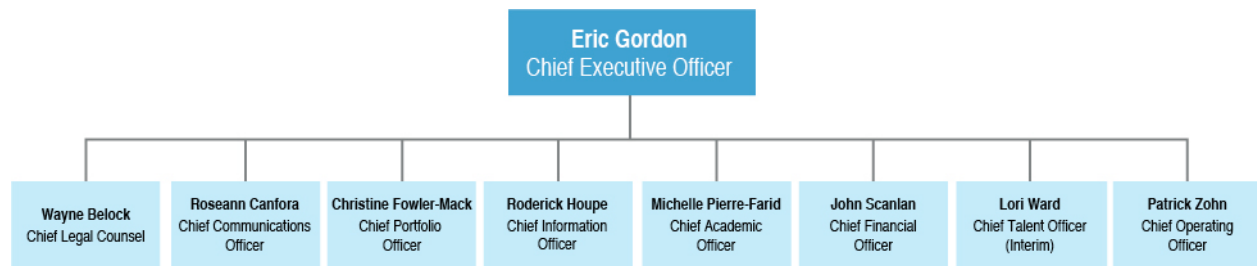 Eric Gordon
Chief Executive Officer
Wayne Belock
Chief Legal Counsel
Roseann Canfora
Chief Communications
Officer
Christine Fowler-Mack
Chief Portfolio
Officer
Roderick Houpe
Chief Information
Officer
Michelle Pierre-Farid
Chief Academic
Officer
John Scanlan
Chief Financial
Officer
Lori Ward
Chief Talent Officer
(Interim)
Patrick Zohn
Chief Operating
Officer